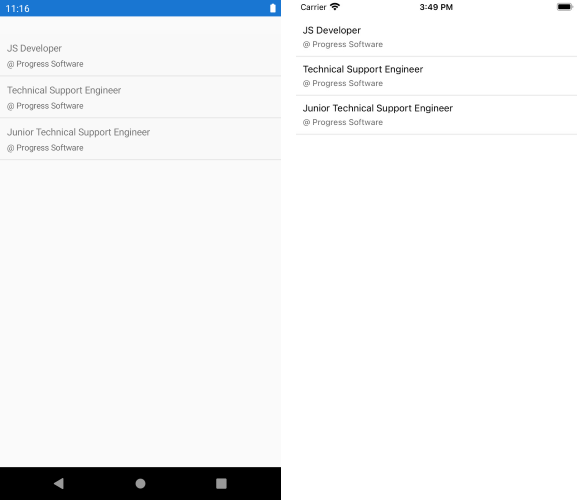 11:16
JS Developer
@ Progress Software
Technical Support Engineer
@ Progress Software
Junior Technical Support Engineer
@ Progress Software
Carrier 3:49 PM
JS Developer
@ Progress Software
Technical Support Engineer
@ Progress Software
Junior Technical Support Engineer
@ Progress Software